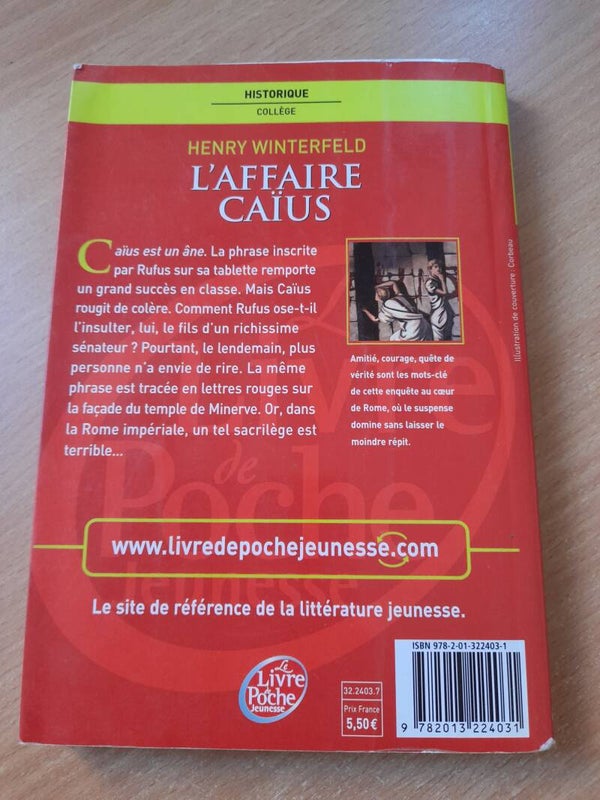 HISTORIQUE
COLLÈGE
HENRY WINTERFELD
L'AFFAIRE
CAÏUS
Caïus est un âne. La phrase inscrite
par Rufus sur sa tablette remporte
un grand succès en classe. Mais Caïus
rougit de colère. Comment Rufus ose-t-il
l'insulter, lui, le fils d'un richissime
sénateur ? Pourtant, le lendemain, plus
personne n'a envie de rire. La même
phrase est tracée en lettres rouges sur
la façade du temple de Minerve. Or, dans
la Rome impériale, un tel sacrilège est
terrible...
Amitié, courage, quête de
vérité sont les mots-clé
de cette enquête au cœur
de Rome, où le suspense
domine sans laisser le
moindre répit.
Illustration de couverture : Corbeau
Le Livre
de
Poche
Jeunesse
www.livredepochejeunesse.com
Le site de référence de la littérature jeunesse.
Le
Livre
de
Poche
Jeunesse
32.2403.7
Prix France
5,50€
ISBN 978-2-01-322403-1
9 782013 224031